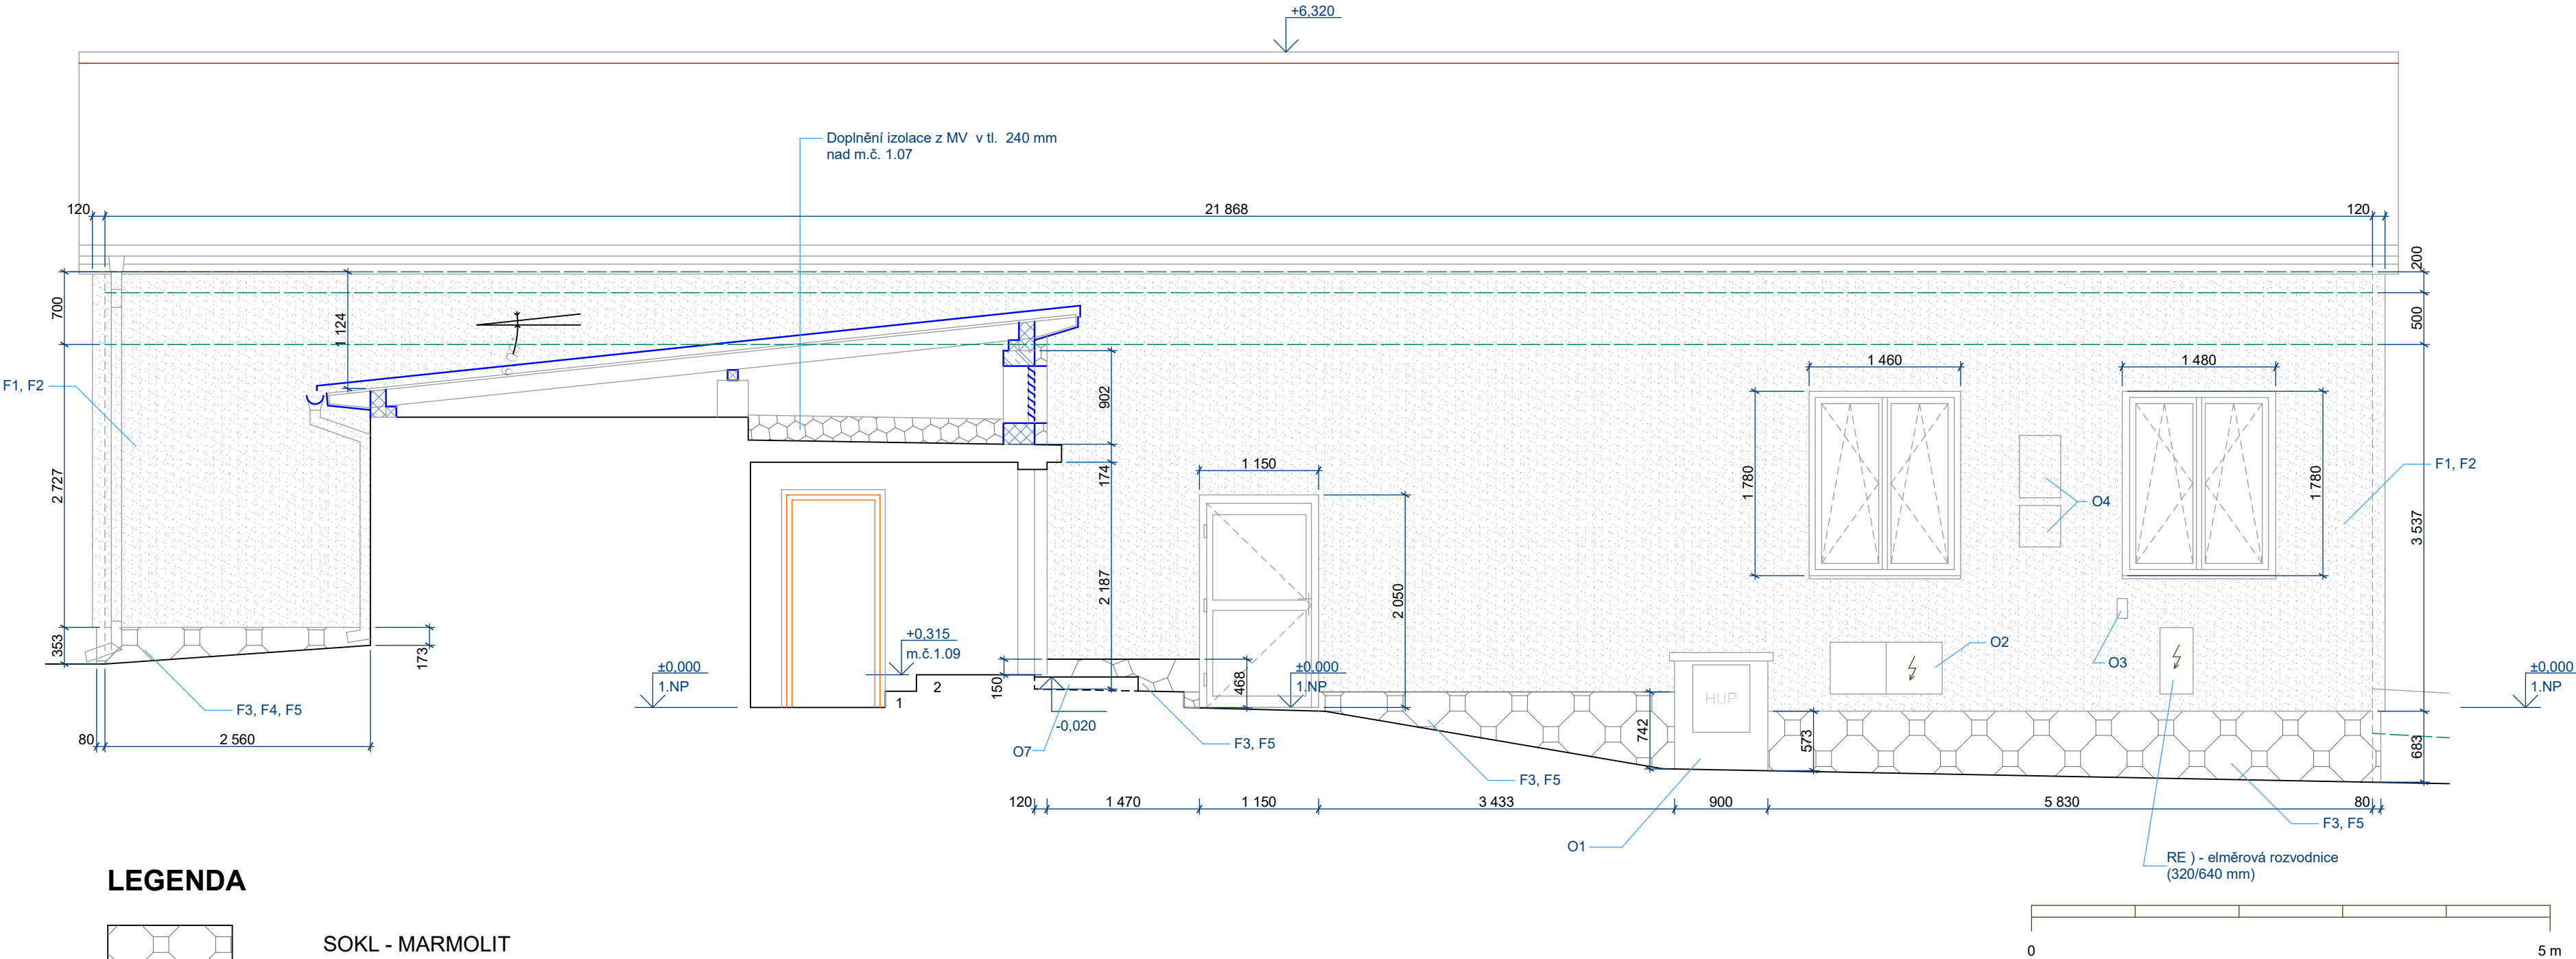 +6,320
Doplnění izolace z MV v tl. 240 mm
nad m.č. 1.07
120
21 868
120
700
1 124
200
500
902
1 460
1 480
F1, F2
174
1 150
1 780
1 780
F1, F2
2 727
O4
3 537
2 187
2 050
+0,315
m.č.1.09
353
173
±0,000
1.NP
150
468
±0,000
1.NP
O2
O3
±0,000
1.NP
2
1
HUP
F3, F4, F5
-0,020
742
573
683
80
2 560
O7
F3, F5
F3, F5
120
1 470
1 150
3 433
900
5 830
80
F3, F5
O1
RE ) - elměrová rozvodnice
(320/640 mm)
LEGENDA
SOKL - MARMOLIT
0
5 m